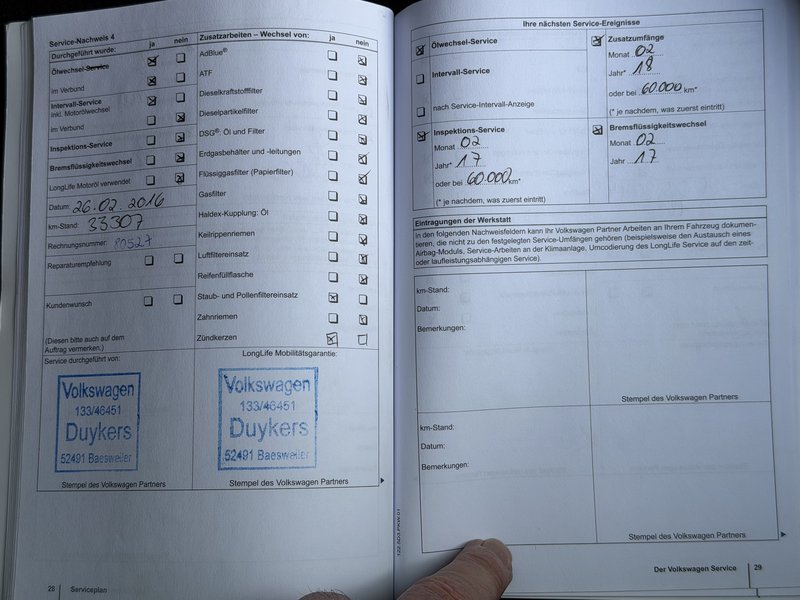 Service-Nachweis 4
Durchgeführt wurde: ja nein
Ölwechsel-Service
im Verbund
Intervall-Service
inkl. Motorölwechsel
im Verbund
Inspektions-Service
Bremsflüssigkeitswechsel
LongLife Motoröl verwendet
Datum: 26.02.2016
km-Stand: 33307
Rechnungsnummer: 80527
Reparaturempfehlung
Kundenwunsch
(Diesen bitte auch auf dem
Auftrag vermerken.)
Zusatzarbeiten – Wechsel von: ja nein
AdBlue®
ATF
Dieselkraftstofffilter
Dieselpartikelfilter
DSG®: Öl und Filter
Erdgasbehälter und -leitungen
Flüssiggasfilter (Papierfilter)
Gasfilter
Haldex-Kupplung: Öl
Keilrippenriemen
Luftfiltereinsatz
Reifenfüllflasche
Staub- und Pollenfiltereinsatz
Zahnriemen
Zündkerzen
Service durchgeführt von:
Volkswagen
133/46451
Duykers
52491 Baesweiler
Stempel des Volkswagen Partners
LongLife Mobilitätsgarantie:
Volkswagen
133/46451
Duykers
52491 Baesweiler
Stempel des Volkswagen Partners
28 Serviceplan
Ihre nächsten Service-Ereignisse
Ölwechsel-Service
Intervall-Service
nach Service-Intervall-Anzeige
Zusatzumfänge
Monat 02
Jahr* 18
oder bei 60.000 km*
(* je nachdem, was zuerst eintritt)
Inspektions-Service
Monat 02
Jahr* 17
oder bei 60.000 km*
(* je nachdem, was zuerst eintritt)
Bremsflüssigkeitswechsel
Monat 02
Jahr 17
Eintragungen der Werkstatt
In den folgenden Nachweisfeldern kann Ihr Volkswagen Partner Arbeiten an Ihrem Fahrzeug dokumen-
tieren, die nicht zu den festgelegten Service-Umfängen gehören (beispielsweise den Austausch eines
Airbag-Moduls, Service-Arbeiten an der Klimaanlage, Umcodierung des LongLife Service auf den zeit-
oder laufleistungsabhängigen Service).
km-Stand:
Datum:
Bemerkungen:
Stempel des Volkswagen Partners
km-Stand:
Datum:
Bemerkungen:
Stempel des Volkswagen Partners
122.5D3.PKW.01
Der Volkswagen Service 29